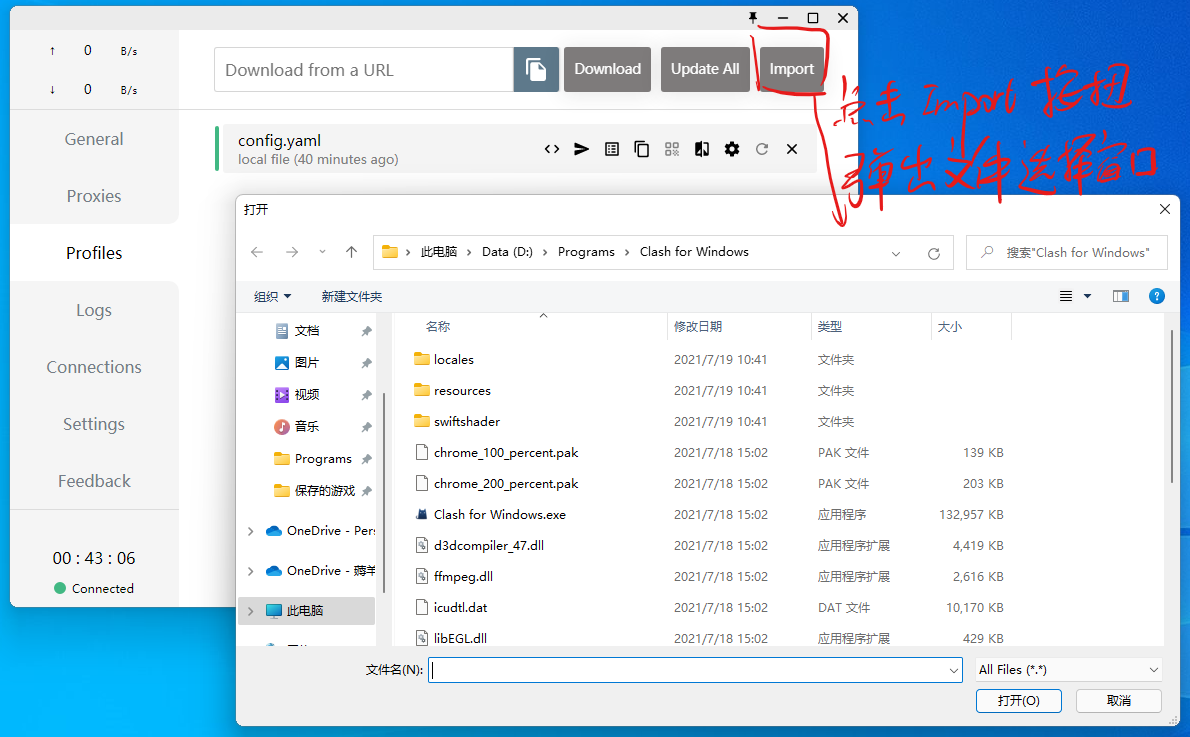 ↑ 0 B/s
↓ 0 B/s
General
Proxies
Profiles
Logs
Connections
Settings
Feedback
00 : 43 : 06
Connected
Download from a URL
Download
Update All
Import
点击 Import 按钮
弹出文件选择窗口
config.yaml
local file (40 minutes ago)
打开
此电脑 › Data (D:) › Programs › Clash for Windows
搜索"Clash for Windows"
组织
新建文件夹
文档
图片
视频
音乐
Programs
保存的游戏
OneDrive - Pers
OneDrive - 薅羊
此电脑
名称 修改日期 类型 大小
locales 2021/7/19 10:41 文件夹
resources 2021/7/19 10:41 文件夹
swiftshader 2021/7/19 10:41 文件夹
chrome_100_percent.pak 2021/7/18 15:02 PAK 文件 139 KB
chrome_200_percent.pak 2021/7/18 15:02 PAK 文件 203 KB
Clash for Windows.exe 2021/7/18 15:02 应用程序 132,957 KB
d3dcompiler_47.dll 2021/7/18 15:02 应用程序扩展 4,419 KB
ffmpeg.dll 2021/7/18 15:02 应用程序扩展 2,616 KB
icudtl.dat 2021/7/18 15:02 DAT 文件 10,170 KB
libEGL.dll 2021/7/18 15:02 应用程序扩展 429 KB
文件名(N):
All Files (*.*)
打开(O)
取消